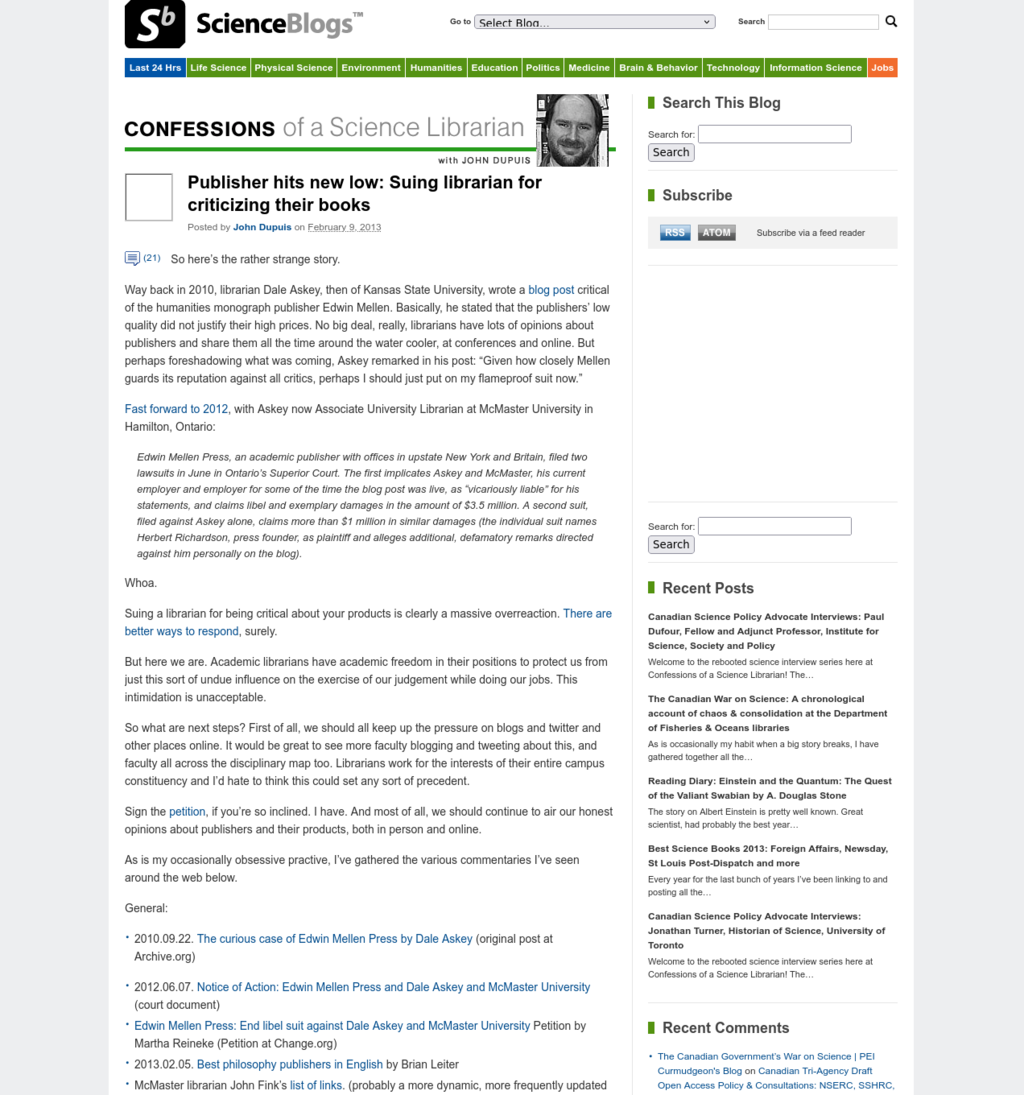 Sb ScienceBlogs™
Go to Select Blog... Search
Last 24 Hrs Life Science Physical Science Environment Humanities Education Politics Medicine Brain & Behavior Technology Information Science Jobs
CONFESSIONS of a Science Librarian
with JOHN DUPUIS
Publisher hits new low: Suing librarian for
criticizing their books
Posted by John Dupuis on February 9, 2013
(21) So here's the rather strange story.
Way back in 2010, librarian Dale Askey, then of Kansas State University, wrote a blog post critical
of the humanities monograph publisher Edwin Mellen. Basically, he stated that the publishers' low
quality did not justify their high prices. No big deal, really, librarians have lots of opinions about
publishers and share them all the time around the water cooler, at conferences and online. But
perhaps foreshadowing what was coming, Askey remarked in his post: “Given how closely Mellen
guards its reputation against all critics, perhaps I should just put on my flameproof suit now.”
Fast forward to 2012, with Askey now Associate University Librarian at McMaster University in
Hamilton, Ontario:
Edwin Mellen Press, an academic publisher with offices in upstate New York and Britain, filed two
lawsuits in June in Ontario's Superior Court. The first implicates Askey and McMaster, his current
employer and employer for some of the time the blog post was live, as “vicariously liable” for his
statements, and claims libel and exemplary damages in the amount of $3.5 million. A second suit,
filed against Askey alone, claims more than $1 million in similar damages (the individual suit names
Herbert Richardson, press founder, as plaintiff and alleges additional, defamatory remarks directed
against him personally on the blog).
Whoa.
Suing a librarian for being critical about your products is clearly a massive overreaction. There are
better ways to respond, surely.
But here we are. Academic librarians have academic freedom in their positions to protect us from
just this sort of undue influence on the exercise of our judgement while doing our jobs. This
intimidation is unacceptable.
So what are next steps? First of all, we should all keep up the pressure on blogs and twitter and
other places online. It would be great to see more faculty blogging and tweeting about this, and
faculty all across the disciplinary map too. Librarians work for the interests of their entire campus
constituency and I'd hate to think this could set any sort of precedent.
Sign the petition, if you're so inclined. I have. And most of all, we should continue to air our honest
opinions about publishers and their products, both in person and online.
As is my occasionally obsessive practive, I've gathered the various commentaries I've seen
around the web below.
General:
2010.09.22. The curious case of Edwin Mellen Press by Dale Askey (original post at
Archive.org)
2012.06.07. Notice of Action: Edwin Mellen Press and Dale Askey and McMaster University
(court document)
Edwin Mellen Press: End libel suit against Dale Askey and McMaster University Petition by
Martha Reineke (Petition at Change.org)
2013.02.05. Best philosophy publishers in English by Brian Leiter
McMaster librarian John Fink's list of links. (probably a more dynamic, more frequently updated
Search This Blog
Search for:
Search
Subscribe
RSS ATOM Subscribe via a feed reader
Search for:
Search
Recent Posts
Canadian Science Policy Advocate Interviews: Paul
Dufour, Fellow and Adjunct Professor, Institute for
Science, Society and Policy
Welcome to the rebooted science interview series here at
Confessions of a Science Librarian! The…
The Canadian War on Science: A chronological
account of chaos & consolidation at the Department
of Fisheries & Oceans libraries
As is occasionally my habit when a big story breaks, I have
gathered together all the…
Reading Diary: Einstein and the Quantum: The Quest
of the Valiant Swabian by A. Douglas Stone
The story on Albert Einstein is pretty well known. Great
scientist, had probably the best year…
Best Science Books 2013: Foreign Affairs, Newsday,
St Louis Post-Dispatch and more
Every year for the last bunch of years I've been linking to and
posting all the…
Canadian Science Policy Advocate Interviews:
Jonathan Turner, Historian of Science, University of
Toronto
Welcome to the rebooted science interview series here at
Confessions of a Science Librarian! The…
Recent Comments
The Canadian Government's War on Science | PEI
Curmudgeon's Blog on Canadian Tri-Agency Draft
Open Access Policy & Consultations: NSERC, SSHRC,